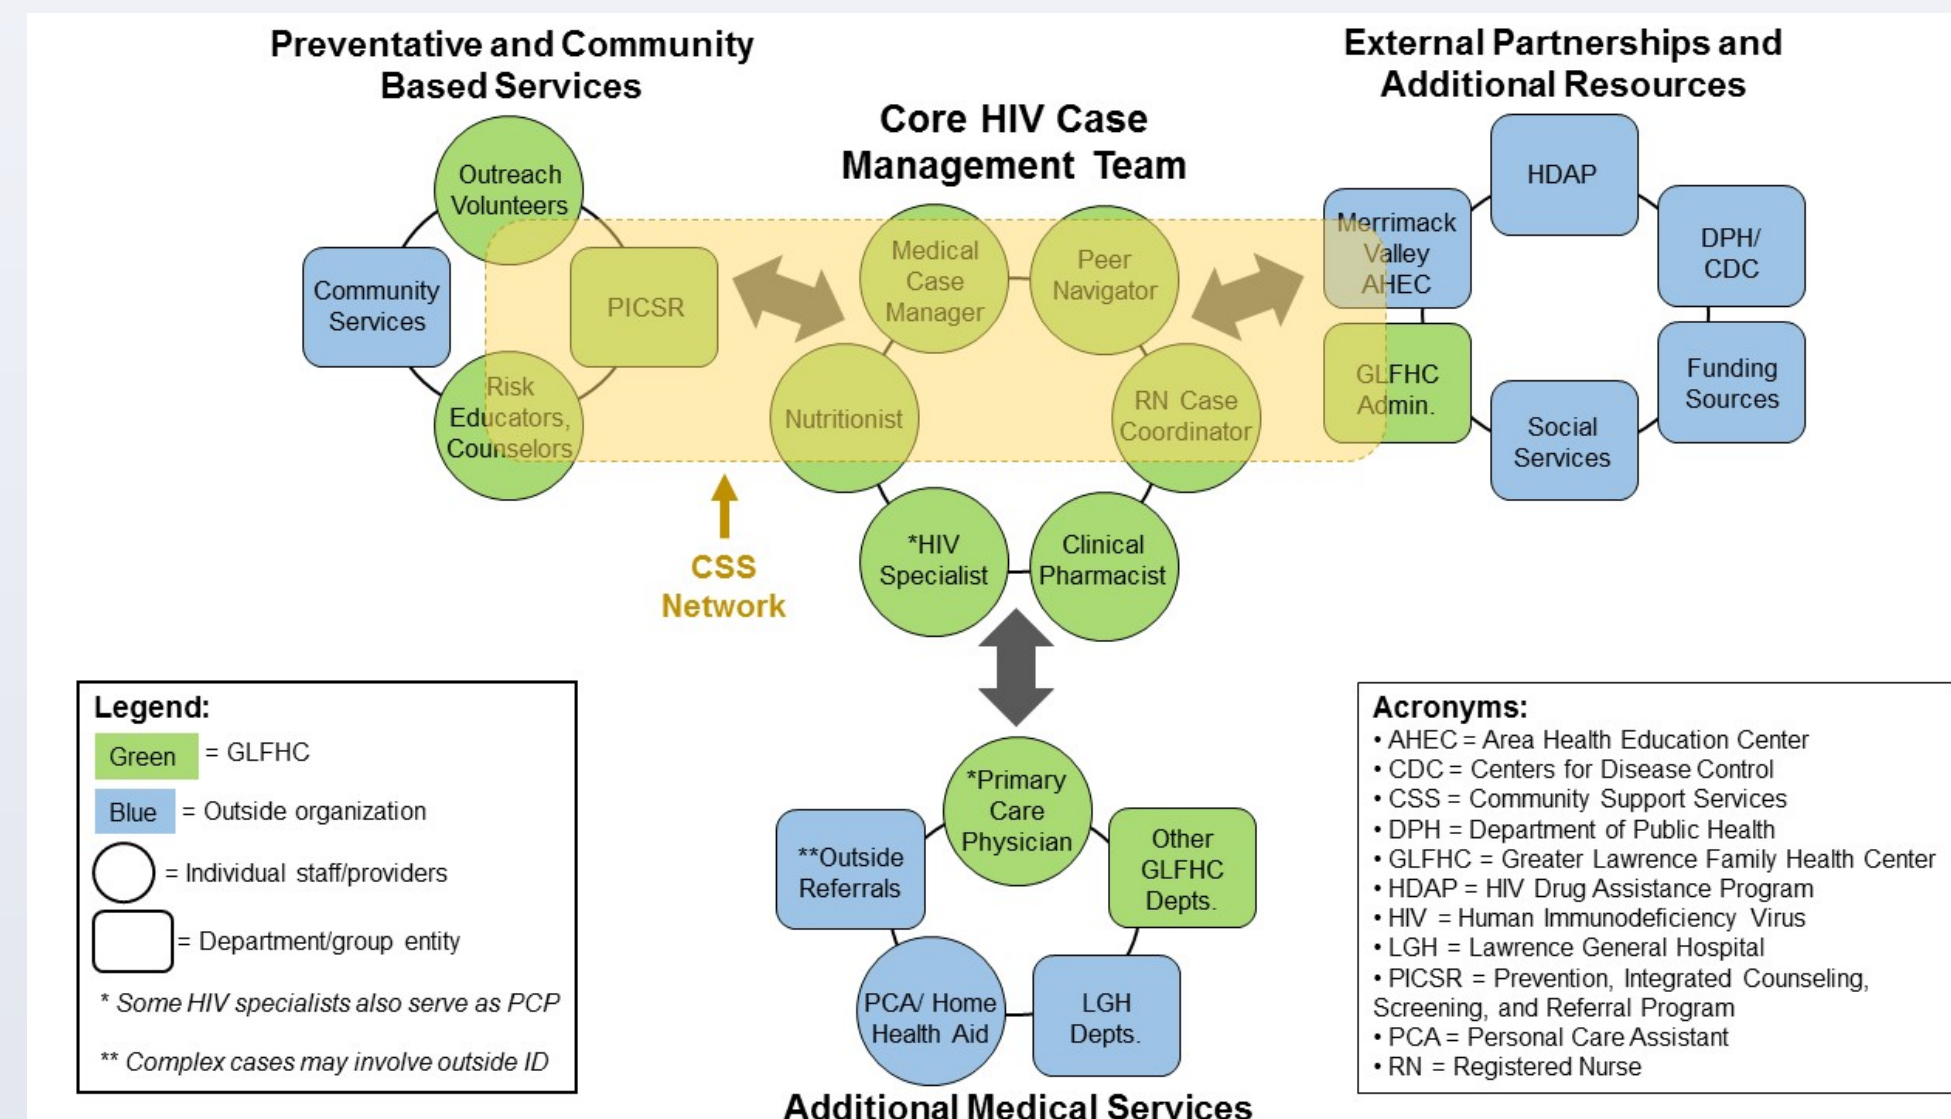 Preventative and Community
Based Services
External Partnerships and
Additional Resources
Core HIV Case
Management Team
Outreach
Volunteers
Community
Services
PICSR
Risk
Educators,
Counselors
Medical
Case
Manager
Peer
Navigator
Nutritionist
RN Case
Coordinator
*HIV
Specialist
Clinical
Pharmacist
HDAP
Merrimack
Valley
AHEC
DPH/
CDC
GLFHC
Admin.
Funding
Sources
Social
Services
CSS
Network
*Primary
Care
Physician
**Outside
Referrals
Other
GLFHC
Depts.
PCA/ Home
Health Aid
LGH
Depts.
Additional Medical Services
Legend:
Green = GLFHC
Blue = Outside organization
= Individual staff/providers
= Department/group entity
* Some HIV specialists also serve as PCP
** Complex cases may involve outside ID
Acronyms:
• AHEC = Area Health Education Center
• CDC = Centers for Disease Control
• CSS = Community Support Services
• DPH = Department of Public Health
• GLFHC = Greater Lawrence Family Health Center
• HDAP = HIV Drug Assistance Program
• HIV = Human Immunodeficiency Virus
• LGH = Lawrence General Hospital
• PICSR = Prevention, Integrated Counseling,
Screening, and Referral Program
• PCA = Personal Care Assistant
• RN = Registered Nurse